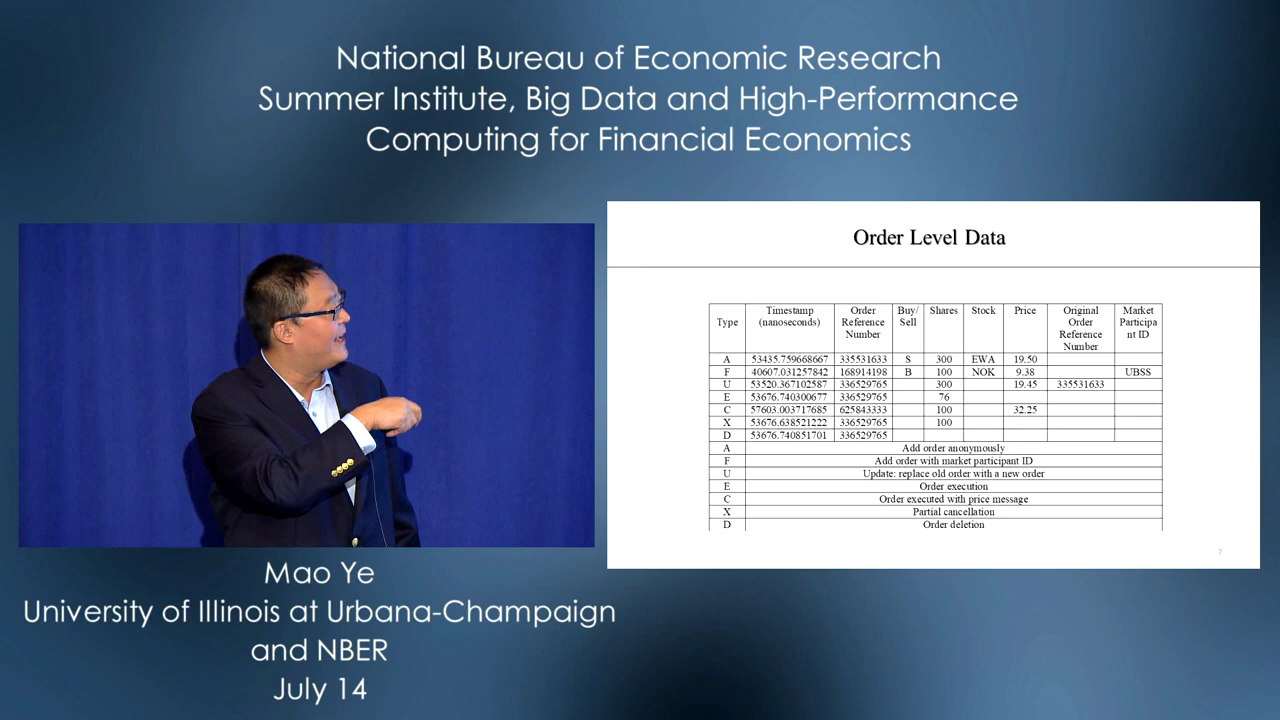 National Bureau of Economic Research
Summer Institute, Big Data and High-Performance
Computing for Financial Economics
Order Level Data
Type Timestamp (nanoseconds) Order Reference Number Buy/ Sell Shares Stock Price Original Order Reference Number Market Participa nt ID
A 53435.759668667 335531633 S 300 EWA 19.50
F 40607.031257842 168914198 B 100 NOK 9.38 UBSS
U 53520.367102587 336529765 300 19.45 335531633
E 53676.740300677 336529765 76
C 57603.003717685 625843333 100 32.25
X 53676.638521222 336529765 100
D 53676.740851701 336529765
A Add order anonymously
F Add order with market participant ID
U Update: replace old order with a new order
E Order execution
C Order executed with price message
X Partial cancellation
D Order deletion
7
Mao Ye
University of Illinois at Urbana-Champaign
and NBER
July 14